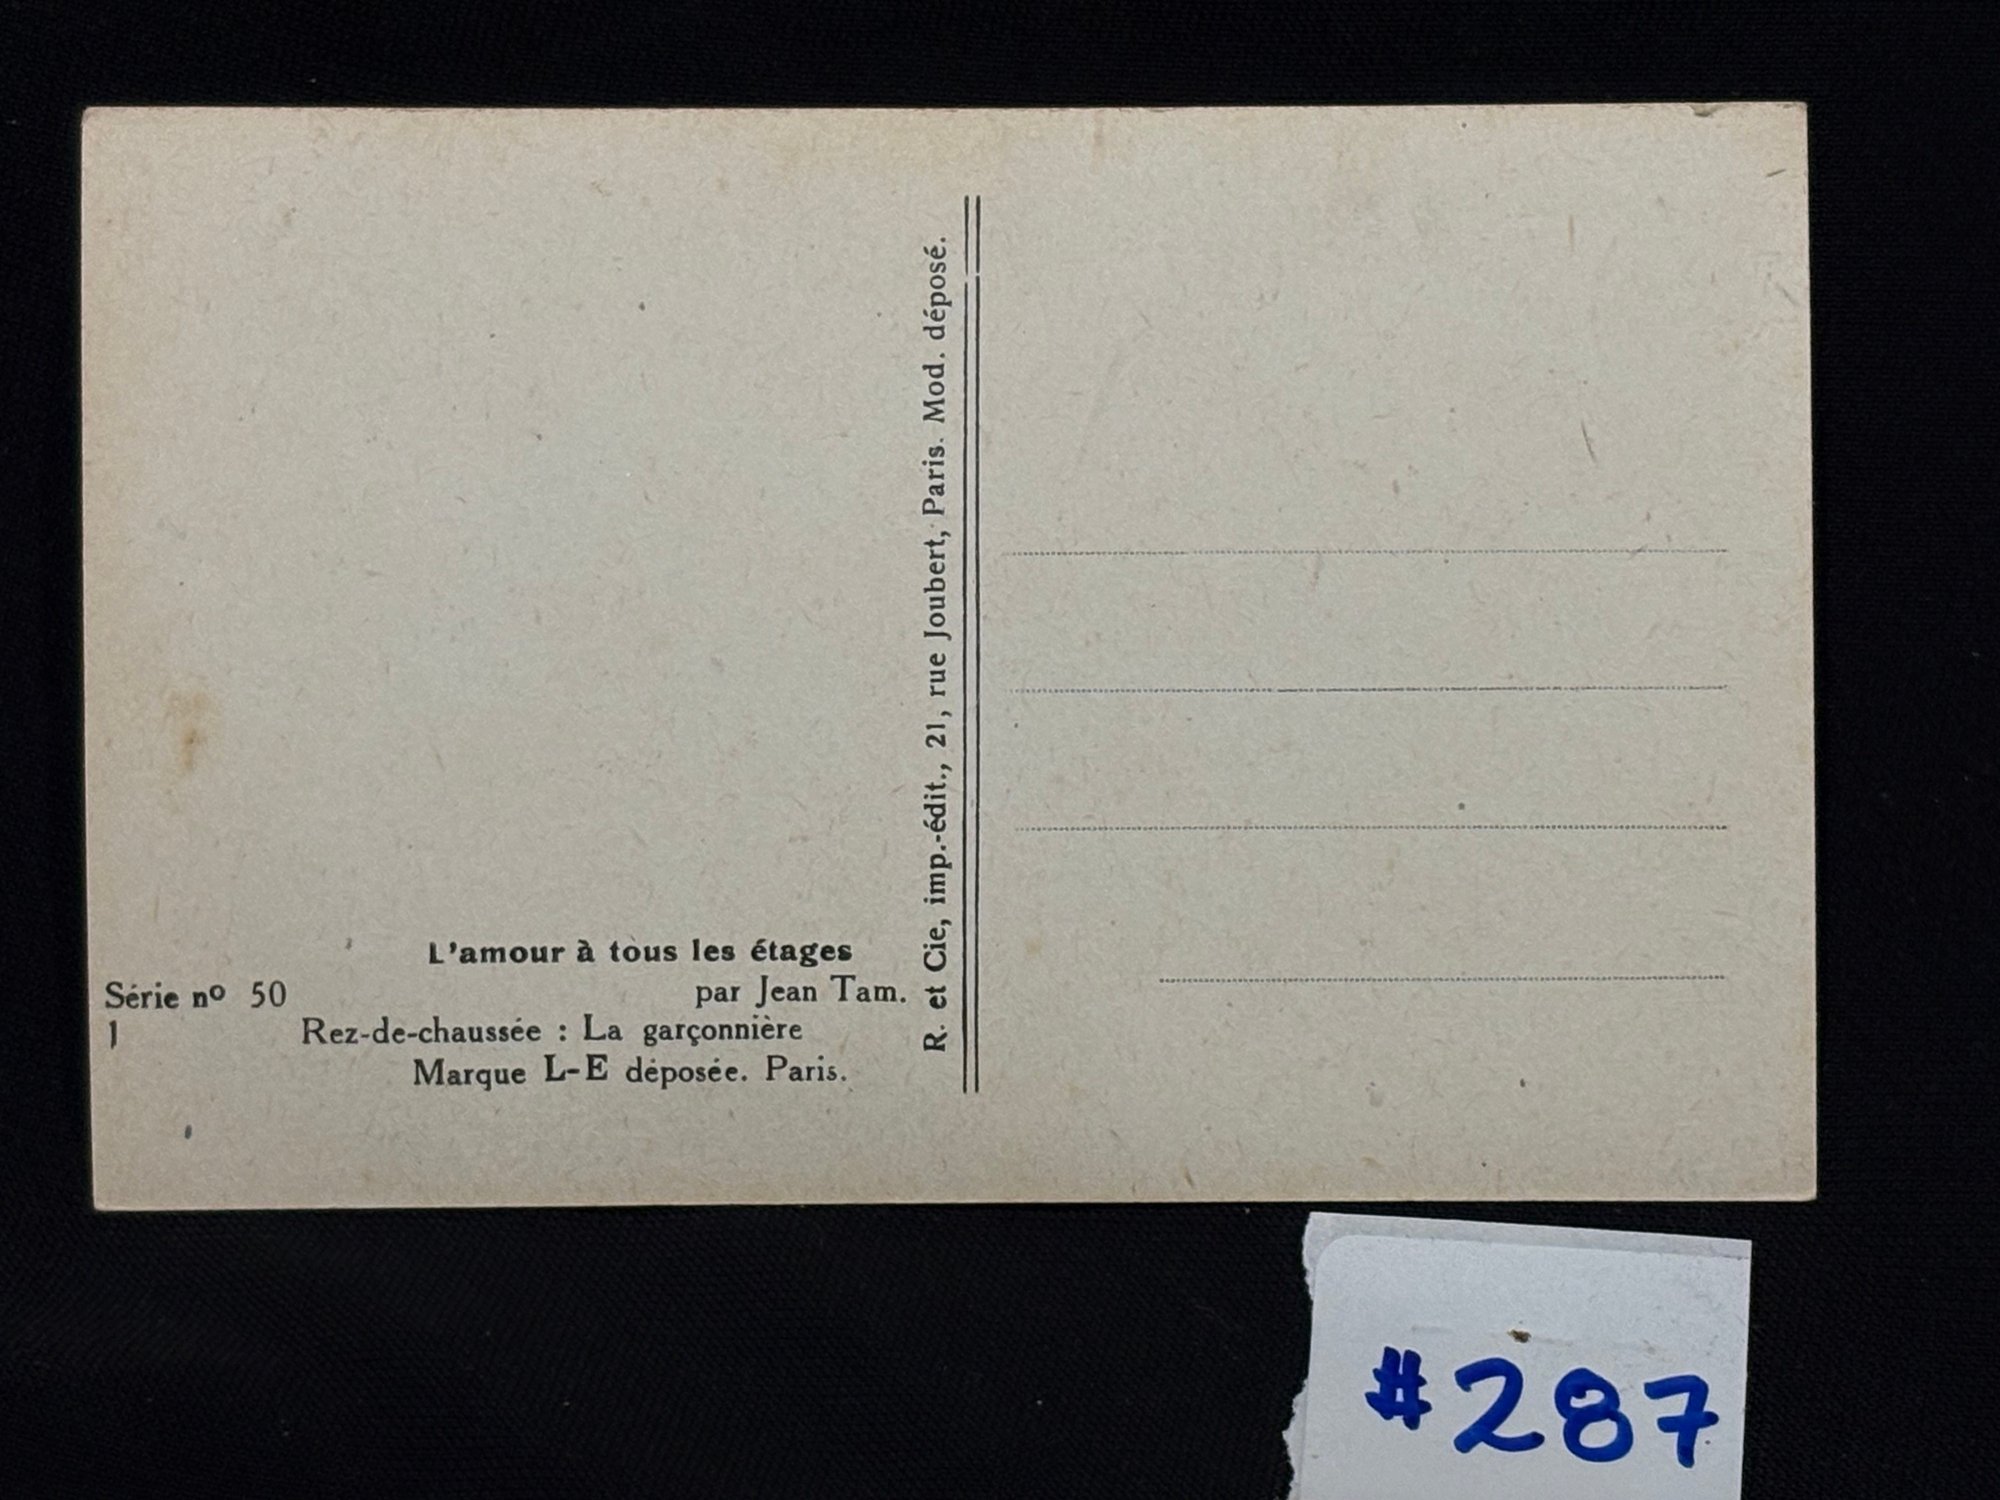 L'amour à tous les étages
Série nº 50 par Jean Tam.
1 Rez-de-chaussée : La garçonnière
Marque L-E déposée. Paris.
R. et Cie, imp.-édit., 21, rue Joubert, Paris. Mod. déposé.
#287